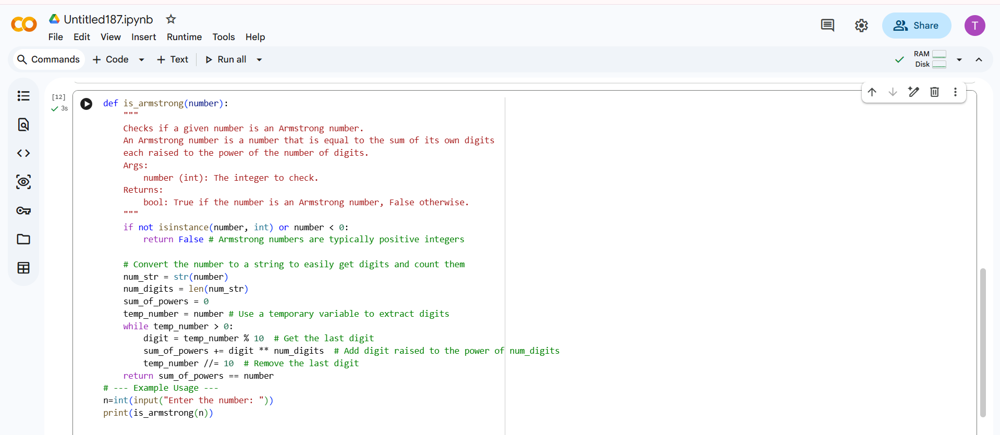 Untitled187.ipynb
File Edit View Insert Runtime Tools Help
Share
T
Commands + Code + Text Run all
RAM
Disk
[12]
3s
def is_armstrong(number):
    """
    Checks if a given number is an Armstrong number.
    An Armstrong number is a number that is equal to the sum of its own digits
    each raised to the power of the number of digits.
    Args:
        number (int): The integer to check.
    Returns:
        bool: True if the number is an Armstrong number, False otherwise.
    """
    if not isinstance(number, int) or number < 0:
        return False # Armstrong numbers are typically positive integers
    # Convert the number to a string to easily get digits and count them
    num_str = str(number)
    num_digits = len(num_str)
    sum_of_powers = 0
    temp_number = number # Use a temporary variable to extract digits
    while temp_number > 0:
        digit = temp_number % 10  # Get the last digit
        sum_of_powers += digit ** num_digits  # Add digit raised to the power of num_digits
        temp_number //= 10  # Remove the last digit
    return sum_of_powers == number
# --- Example Usage ---
n=int(input("Enter the number: "))
print(is_armstrong(n))